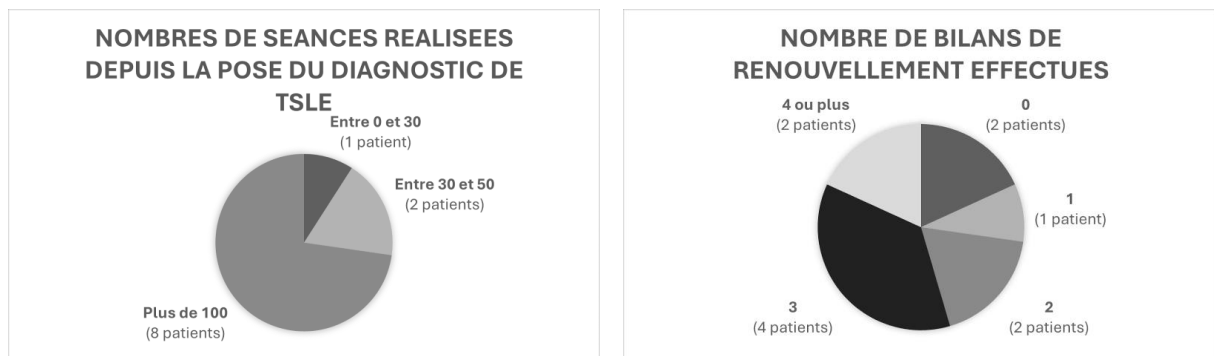 NOMBRES DE SEANCES REALISEES
DEPUIS LA POSE DU DIAGNOSTIC DE
TSLE
Entre 0 et 30
(1 patient)
Entre 30 et 50
(2 patients)
Plus de 100
(8 patients)
NOMBRE DE BILANS DE
RENOUVELLEMENT EFFECTUES
4 ou plus
(2 patients)
0
(2 patients)
1
(1 patient)
3
(4 patients)
2
(2 patients)